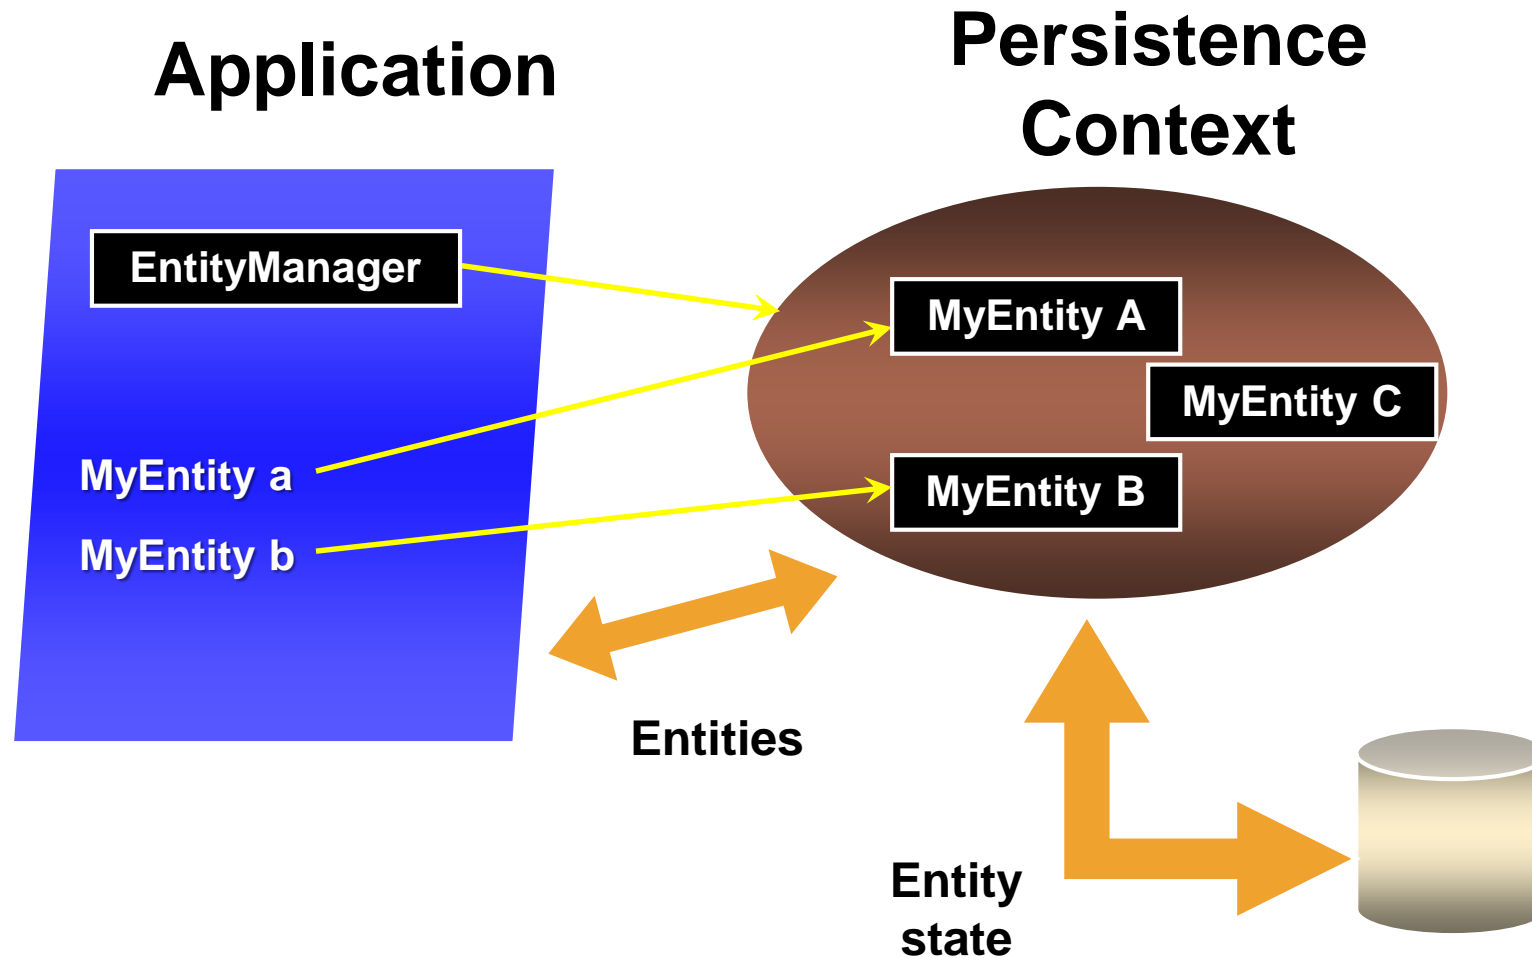 Application
Persistence
Context
EntityManager
MyEntity A
MyEntity C
MyEntity a
MyEntity B
MyEntity b
Entities
Entity
state